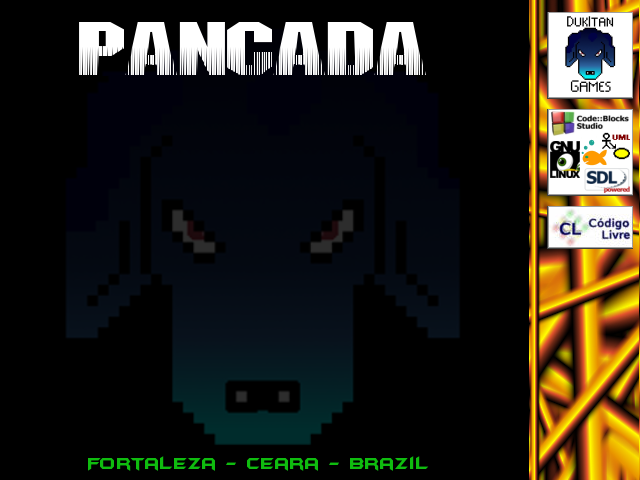 PANCADA
FORTALEZA - CEARA - BRAZIL
DUKITAN
GAMES
Code::Blocks
Studio
UML
GNU
LINUX
SDL
powered
CL Código
Livre